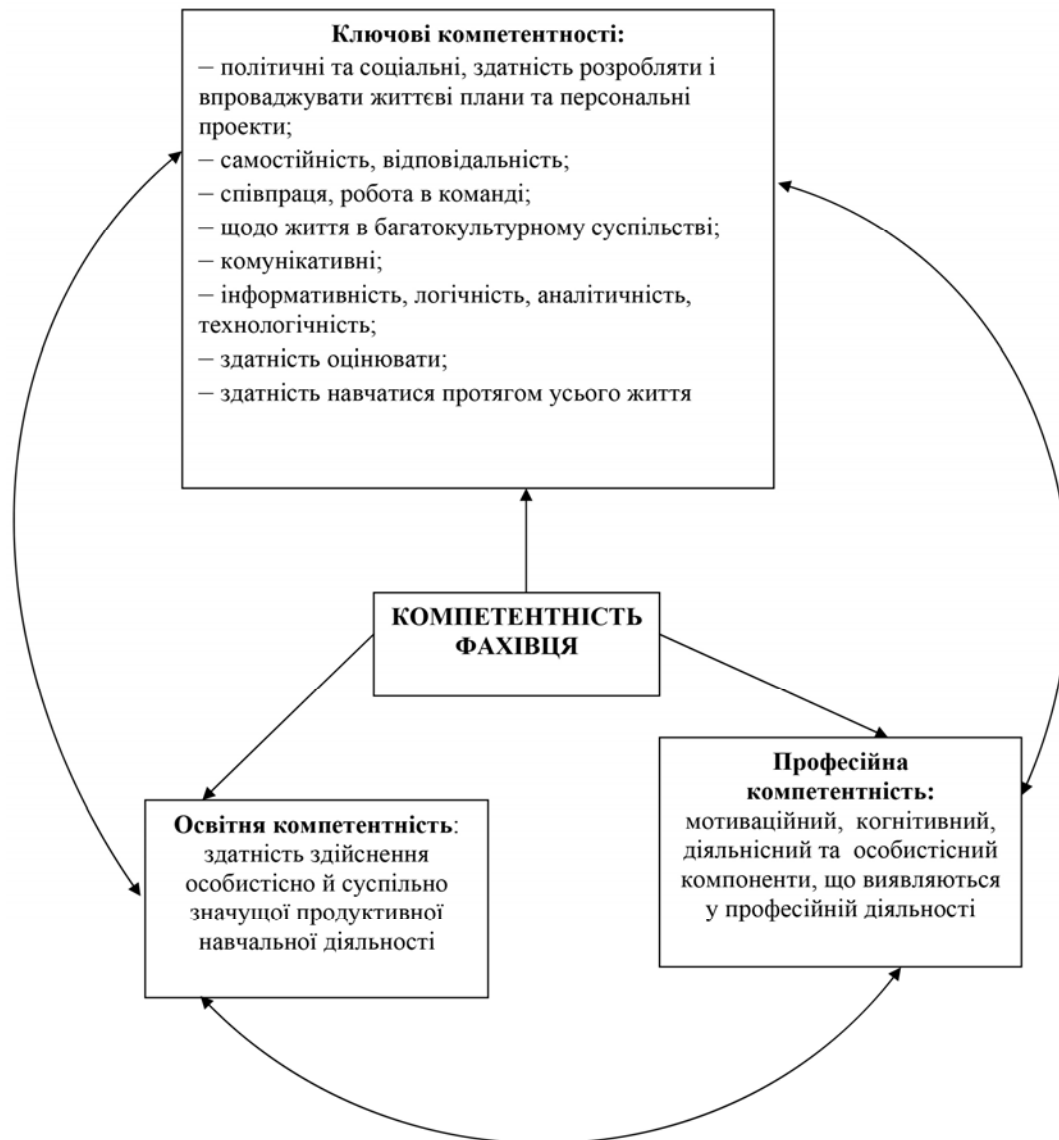 Ключові компетентності:
– політичні та соціальні, здатність розробляти і
впроваджувати життєві плани та персональні
проекти;
– самостійність, відповідальність;
– співпраця, робота в команді;
– щодо життя в багатокультурному суспільстві;
– комунікативні;
– інформативність, логічність, аналітичність,
технологічність;
– здатність оцінювати;
– здатність навчатися протягом усього життя
КОМПЕТЕНТНІСТЬ
ФАХІВЦЯ
Освітня компетентність:
здатність здійснення
особистісно й суспільно
значущої продуктивної
навчальної діяльності
Професійна
компетентність:
мотиваційний, когнітивний,
діяльнісний та особистісний
компоненти, що виявляються
у професійній діяльності